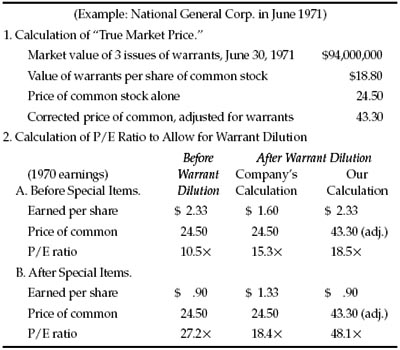 (Example: National General Corp. in June 1971)
1. Calculation of “True Market Price.”
Market value of 3 issues of warrants, June 30, 1971 $94,000,000
Value of warrants per share of common stock $18.80
Price of common stock alone 24.50
Corrected price of common, adjusted for warrants 43.30
2. Calculation of P/E Ratio to Allow for Warrant Dilution
Before After Warrant Dilution
(1970 earnings) Warrant Company’s Our
A. Before Special Items. Dilution Calculation Calculation
Earned per share $ 2.33 $ 1.60 $ 2.33
Price of common 24.50 24.50 43.30 (adj.)
P/E ratio 10.5× 15.3× 18.5×
B. After Special Items.
Earned per share $ .90 $ 1.33 $ .90
Price of common 24.50 24.50 43.30 (adj.)
P/E ratio 27.2× 18.4× 48.1×